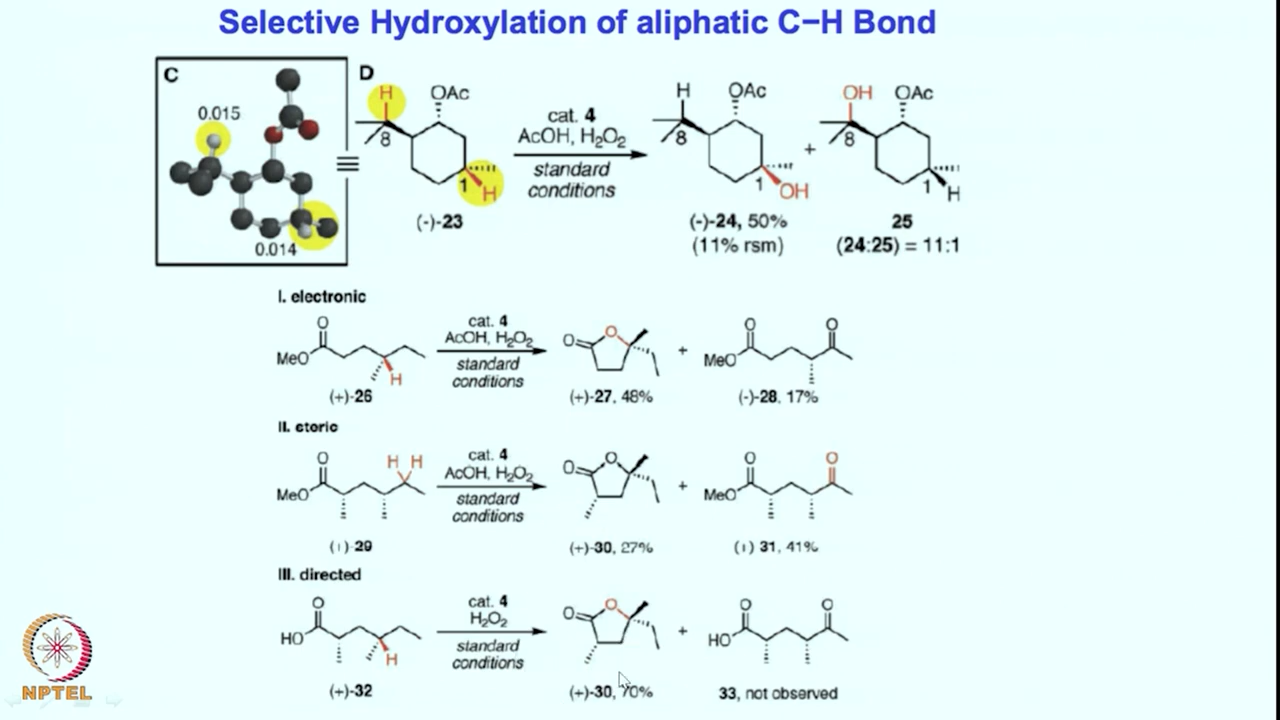 Selective Hydroxylation of aliphatic C−H Bond
C
0.015
0.014
D
H
OAc
8
1
H
(-)-23
cat. 4
AcOH, H2O2
standard
conditions
H
OAc
8
1
OH
(-)-24, 50%
(11% rsm)
+
OH
OAc
8
1
H
25
(24:25) = 11:1
I. electronic
O
MeO
H
(+)-26
cat. 4
AcOH, H2O2
standard
conditions
O
O
(+)-27, 48%
+
O
O
MeO
(-)-28, 17%
II. steric
O
H H
MeO
(+)-29
cat. 4
AcOH, H2O2
standard
conditions
O
O
(+)-30, 27%
+
O
O
MeO
(+) 31, 41%
III. directed
O
HO
H
(+)-32
cat. 4
H2O2
standard
conditions
O
O
(+)-30, 70%
+
O
O
HO
33, not observed
NPTEL